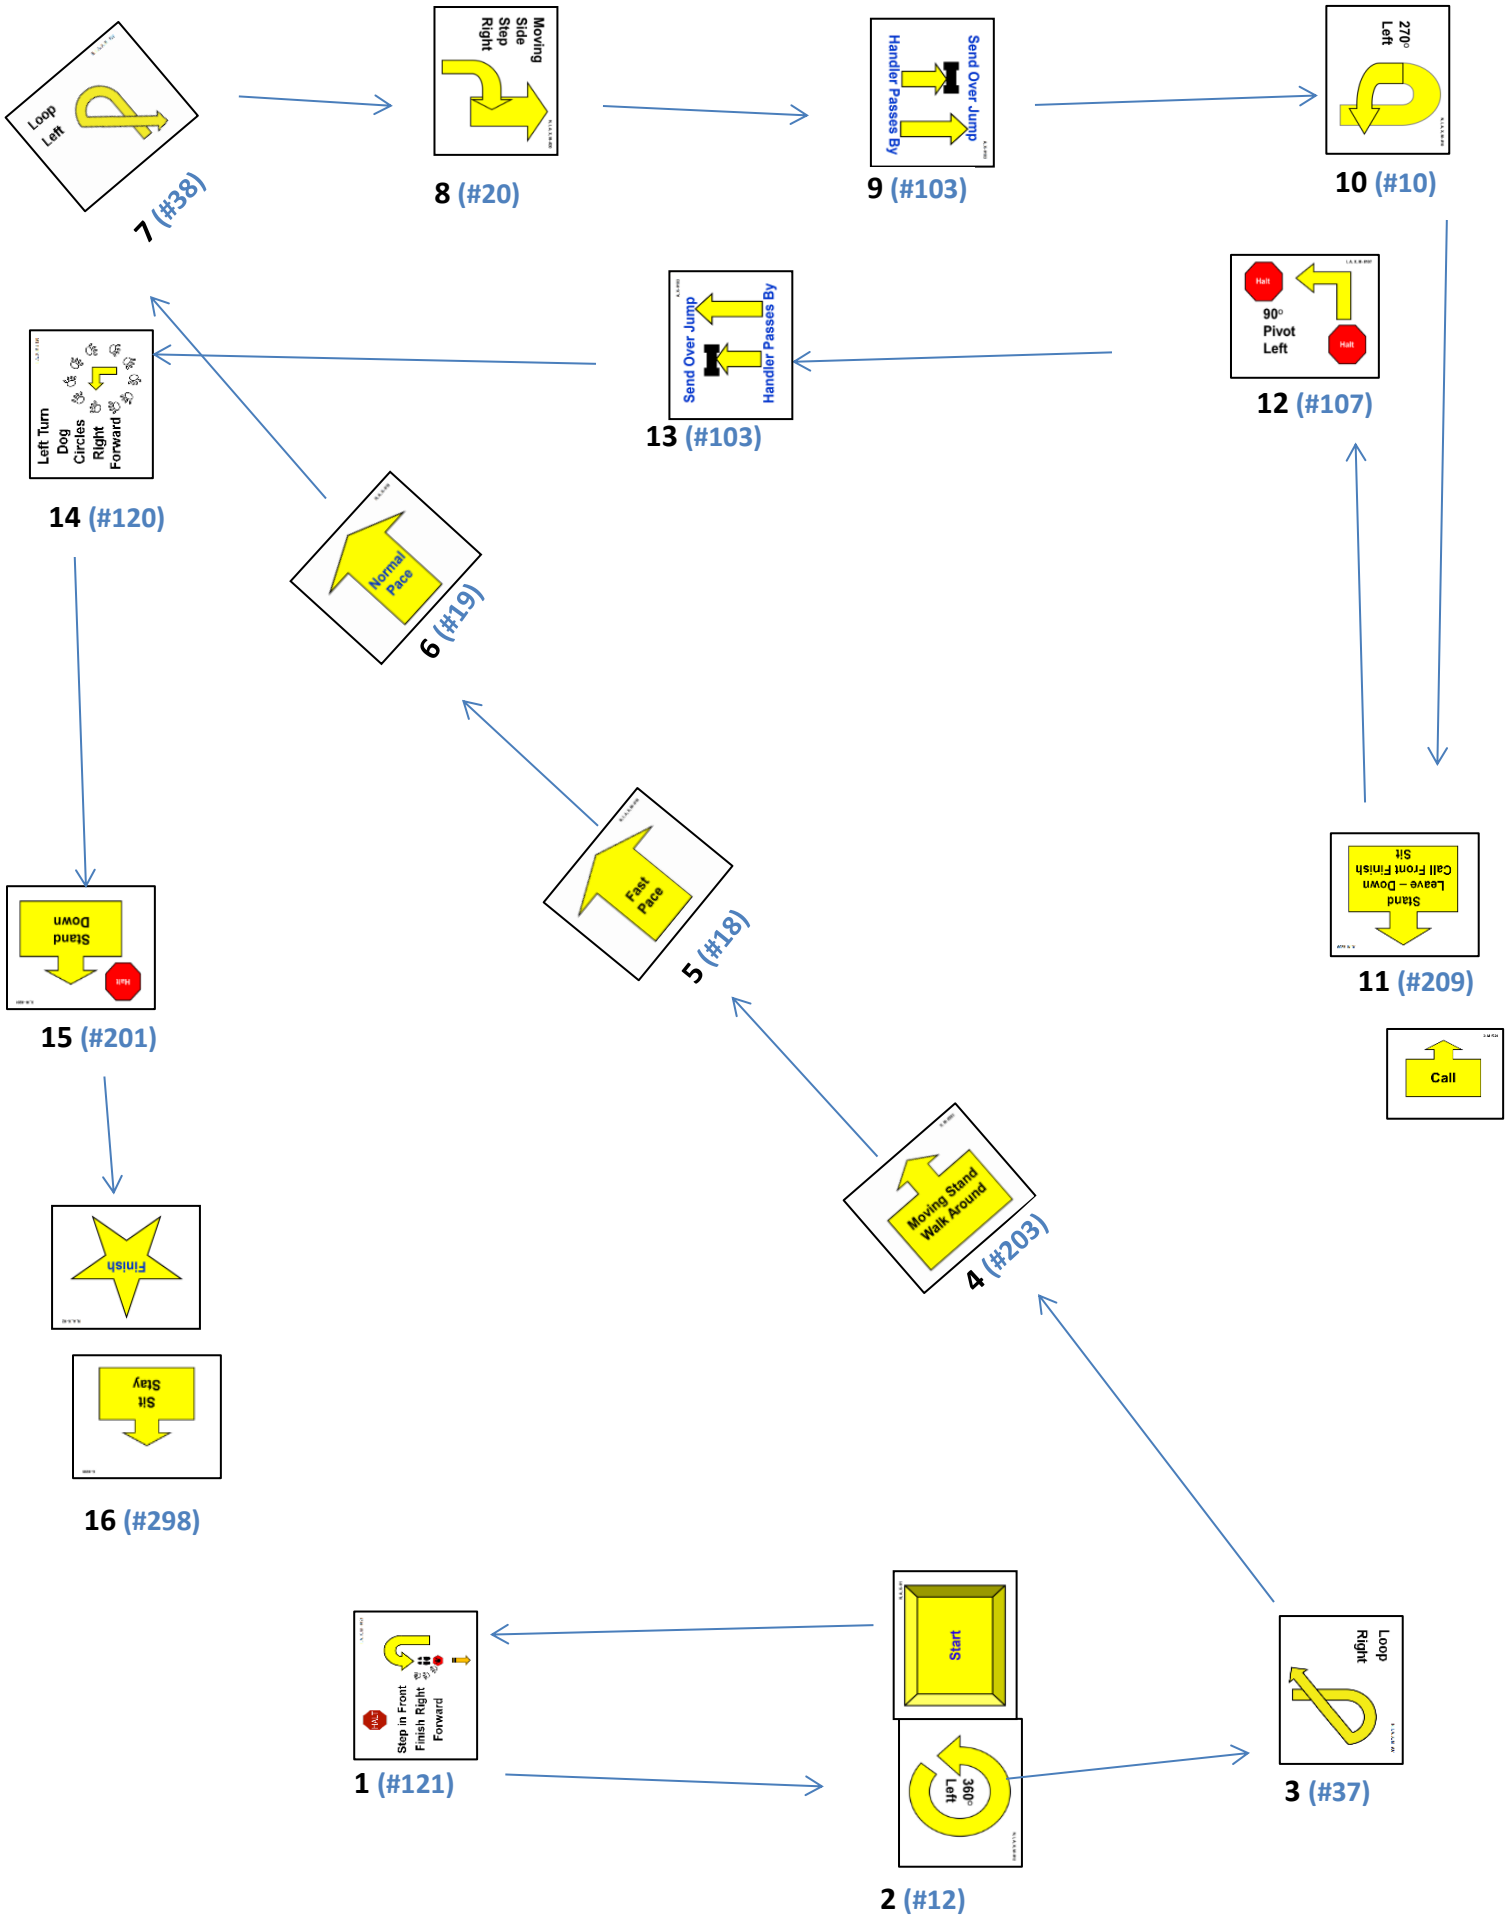 Start
HALT
Step in Front
Finish Right
Forward
1 (#121)
360°
Left
2 (#12)
Loop
Right
3 (#37)
Moving Stand
Walk Around
4 (#203)
Fast
Pace
5 (#18)
Normal
Pace
6 (#19)
Loop
Left
7 (#38)
Moving
Side
Step
Right
8 (#20)
Send Over Jump
Handler Passes By
9 (#103)
270°
Left
10 (#10)
Stand
Leave – Down
Call Front Finish
Sit
11 (#209)
Call
Halt
90°
Pivot
Left
Halt
12 (#107)
Send Over Jump
Handler Passes By
13 (#103)
Left Turn
Dog
Circles
Right
Forward
14 (#120)
Halt
Stand
Down
15 (#201)
Finish
Sit
Stay
16 (#298)